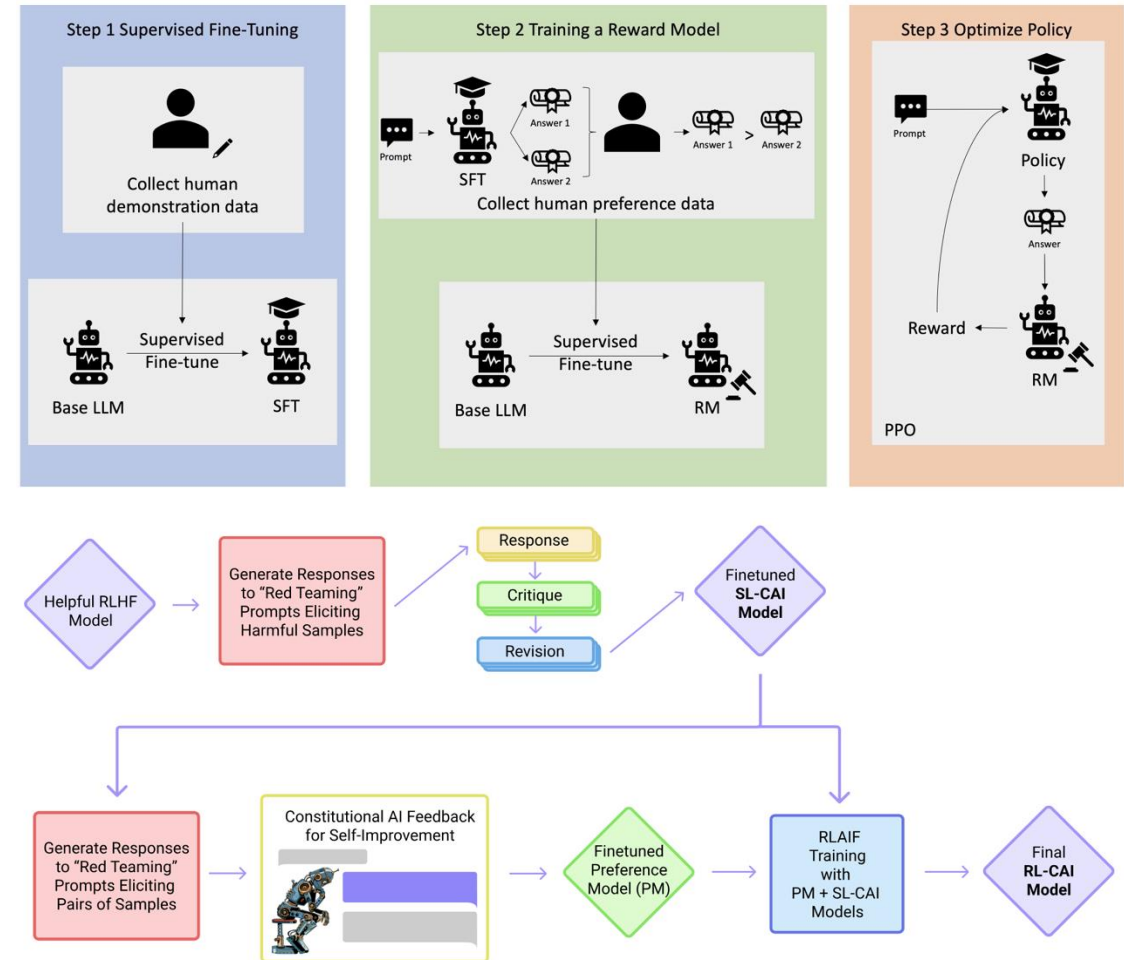 Step 1 Supervised Fine-Tuning
Collect human
demonstration data
Supervised
Fine-tune
Base LLM
SFT
Step 2 Training a Reward Model
Prompt
SFT
Answer 1
Answer 2
Answer 1
>
Answer 2
Collect human preference data
Supervised
Fine-tune
Base LLM
RM
Step 3 Optimize Policy
Prompt
Policy
Answer
Reward
RM
PPO
Helpful RLHF
Model
Generate Responses
to “Red Teaming”
Prompts Eliciting
Harmful Samples
Response
Critique
Revision
Finetuned
SL-CAI
Model
Generate Responses
to “Red Teaming”
Prompts Eliciting
Pairs of Samples
Constitutional AI Feedback
for Self-Improvement
Finetuned
Preference
Model (PM)
RLAIF
Training
with
PM + SL-CAI
Models
Final
RL-CAI
Model